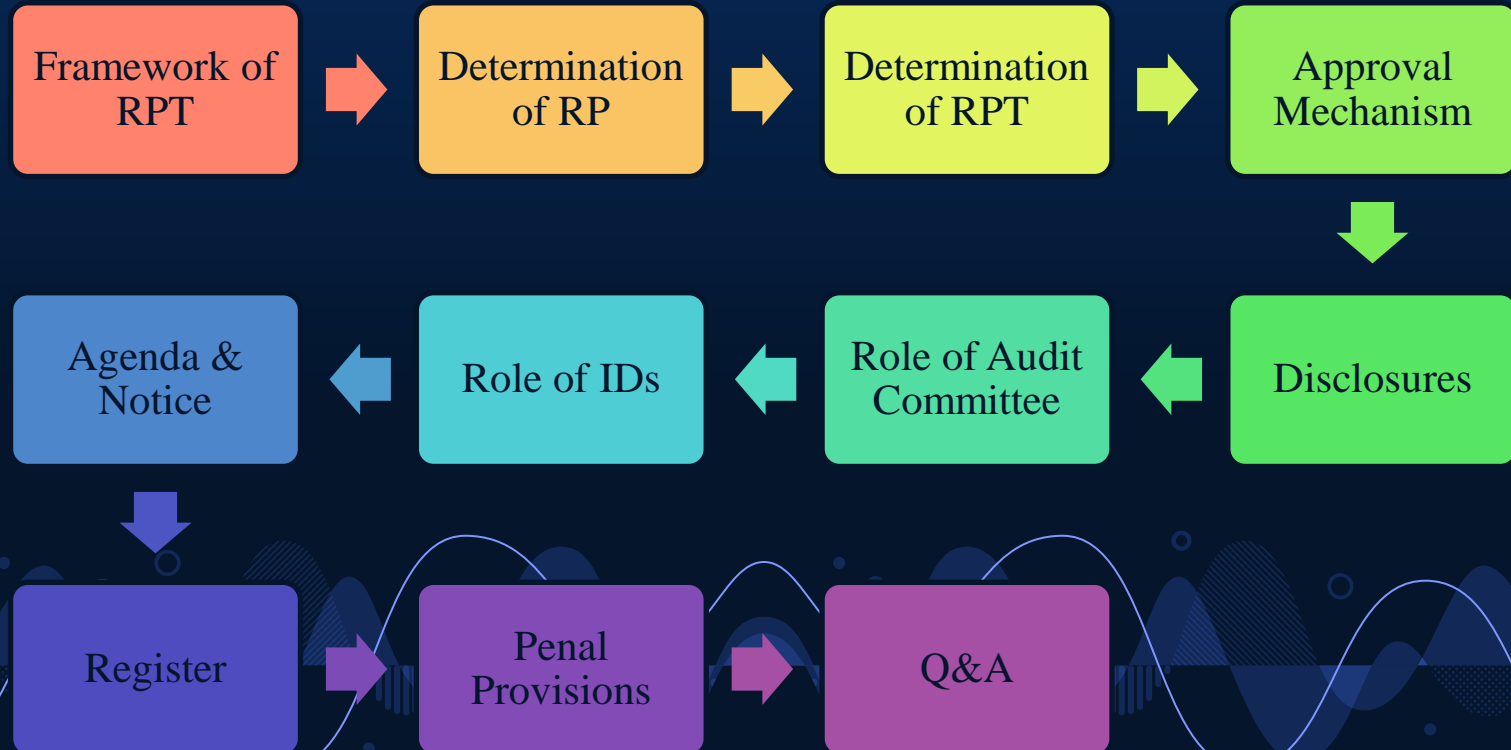 Framework of
RPT
Determination
of RP
Determination
of RPT
Approval
Mechanism
Disclosures
Role of Audit
Committee
Role of IDs
Agenda &
Notice
Register
Penal
Provisions
Q&A